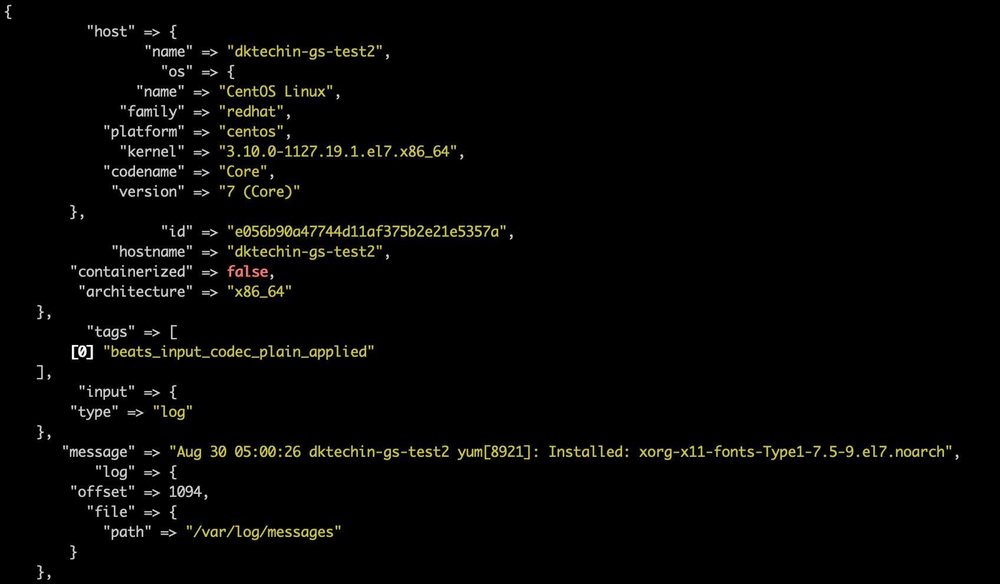 {
"host" => {
"name" => "dktechin-gs-test2",
"os" => {
"name" => "CentOS Linux",
"family" => "redhat",
"platform" => "centos",
"kernel" => "3.10.0-1127.19.1.el7.x86_64",
"codename" => "Core",
"version" => "7 (Core)"
},
"id" => "e056b90a47744d11af375b2e21e5357a",
"hostname" => "dktechin-gs-test2",
"containerized" => false,
"architecture" => "x86_64"
},
"tags" => [
[0] "beats_input_codec_plain_applied"
],
"input" => {
"type" => "log"
},
"message" => "Aug 30 05:00:26 dktechin-gs-test2 yum[8921]: Installed: xorg-x11-fonts-Type1-7.5-9.el7.noarch",
"log" => {
"offset" => 1094,
"file" => {
"path" => "/var/log/messages"
}
},